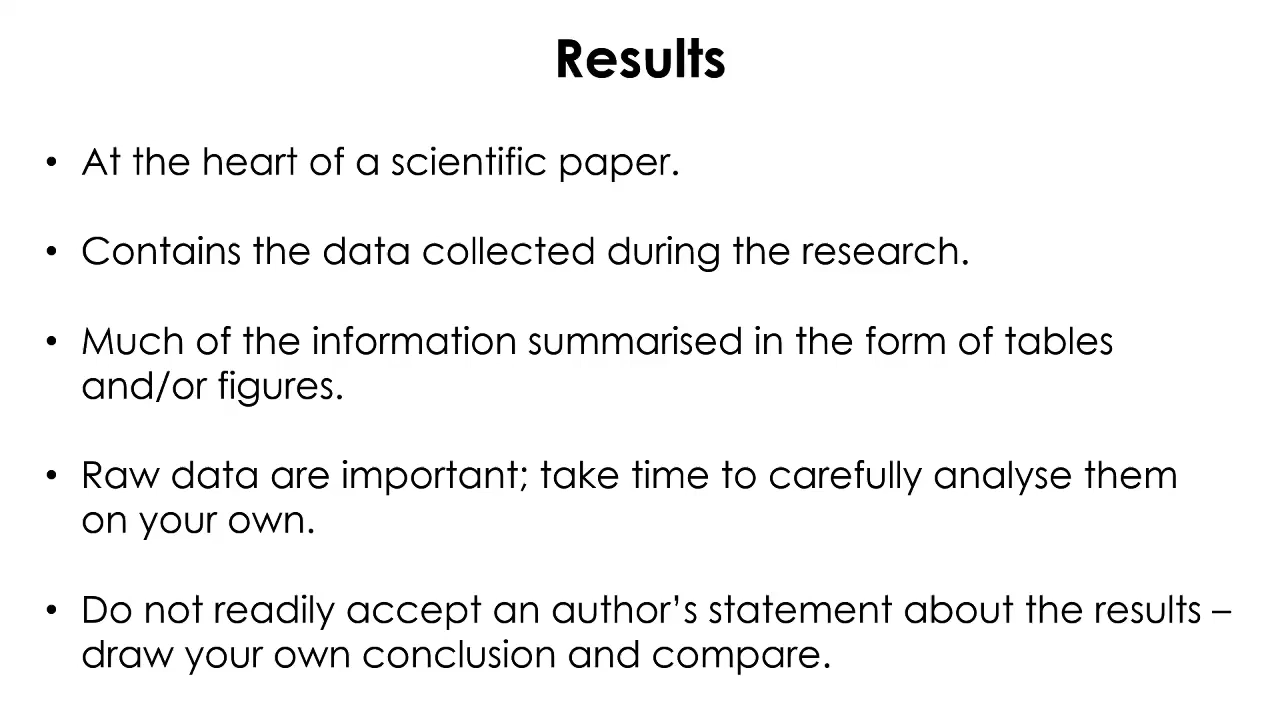 Results
• At the heart of a scientific paper.
• Contains the data collected during the research.
• Much of the information summarised in the form of tables
and/or figures.
• Raw data are important; take time to carefully analyse them
on your own.
• Do not readily accept an author’s statement about the results –
draw your own conclusion and compare.